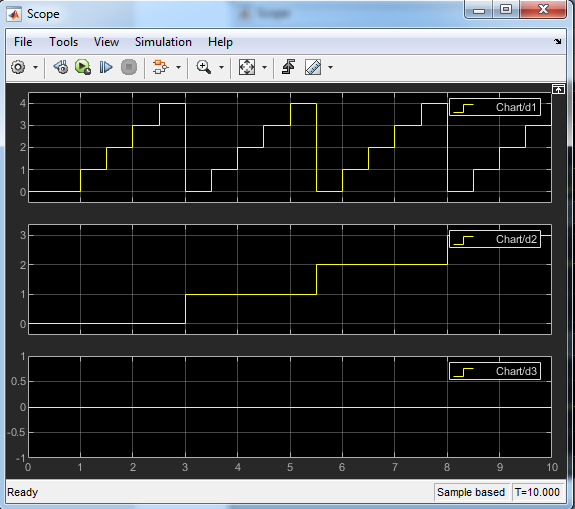 Scope
Scope
File Tools View Simulation Help
4
3
2
1
0
Chart/d1
3
2
1
0
Chart/d2
1
0.5
0
-0.5
-1
Chart/d3
0 1 2 3 4 5 6 7 8 9 10
Ready
Sample based T=10.000